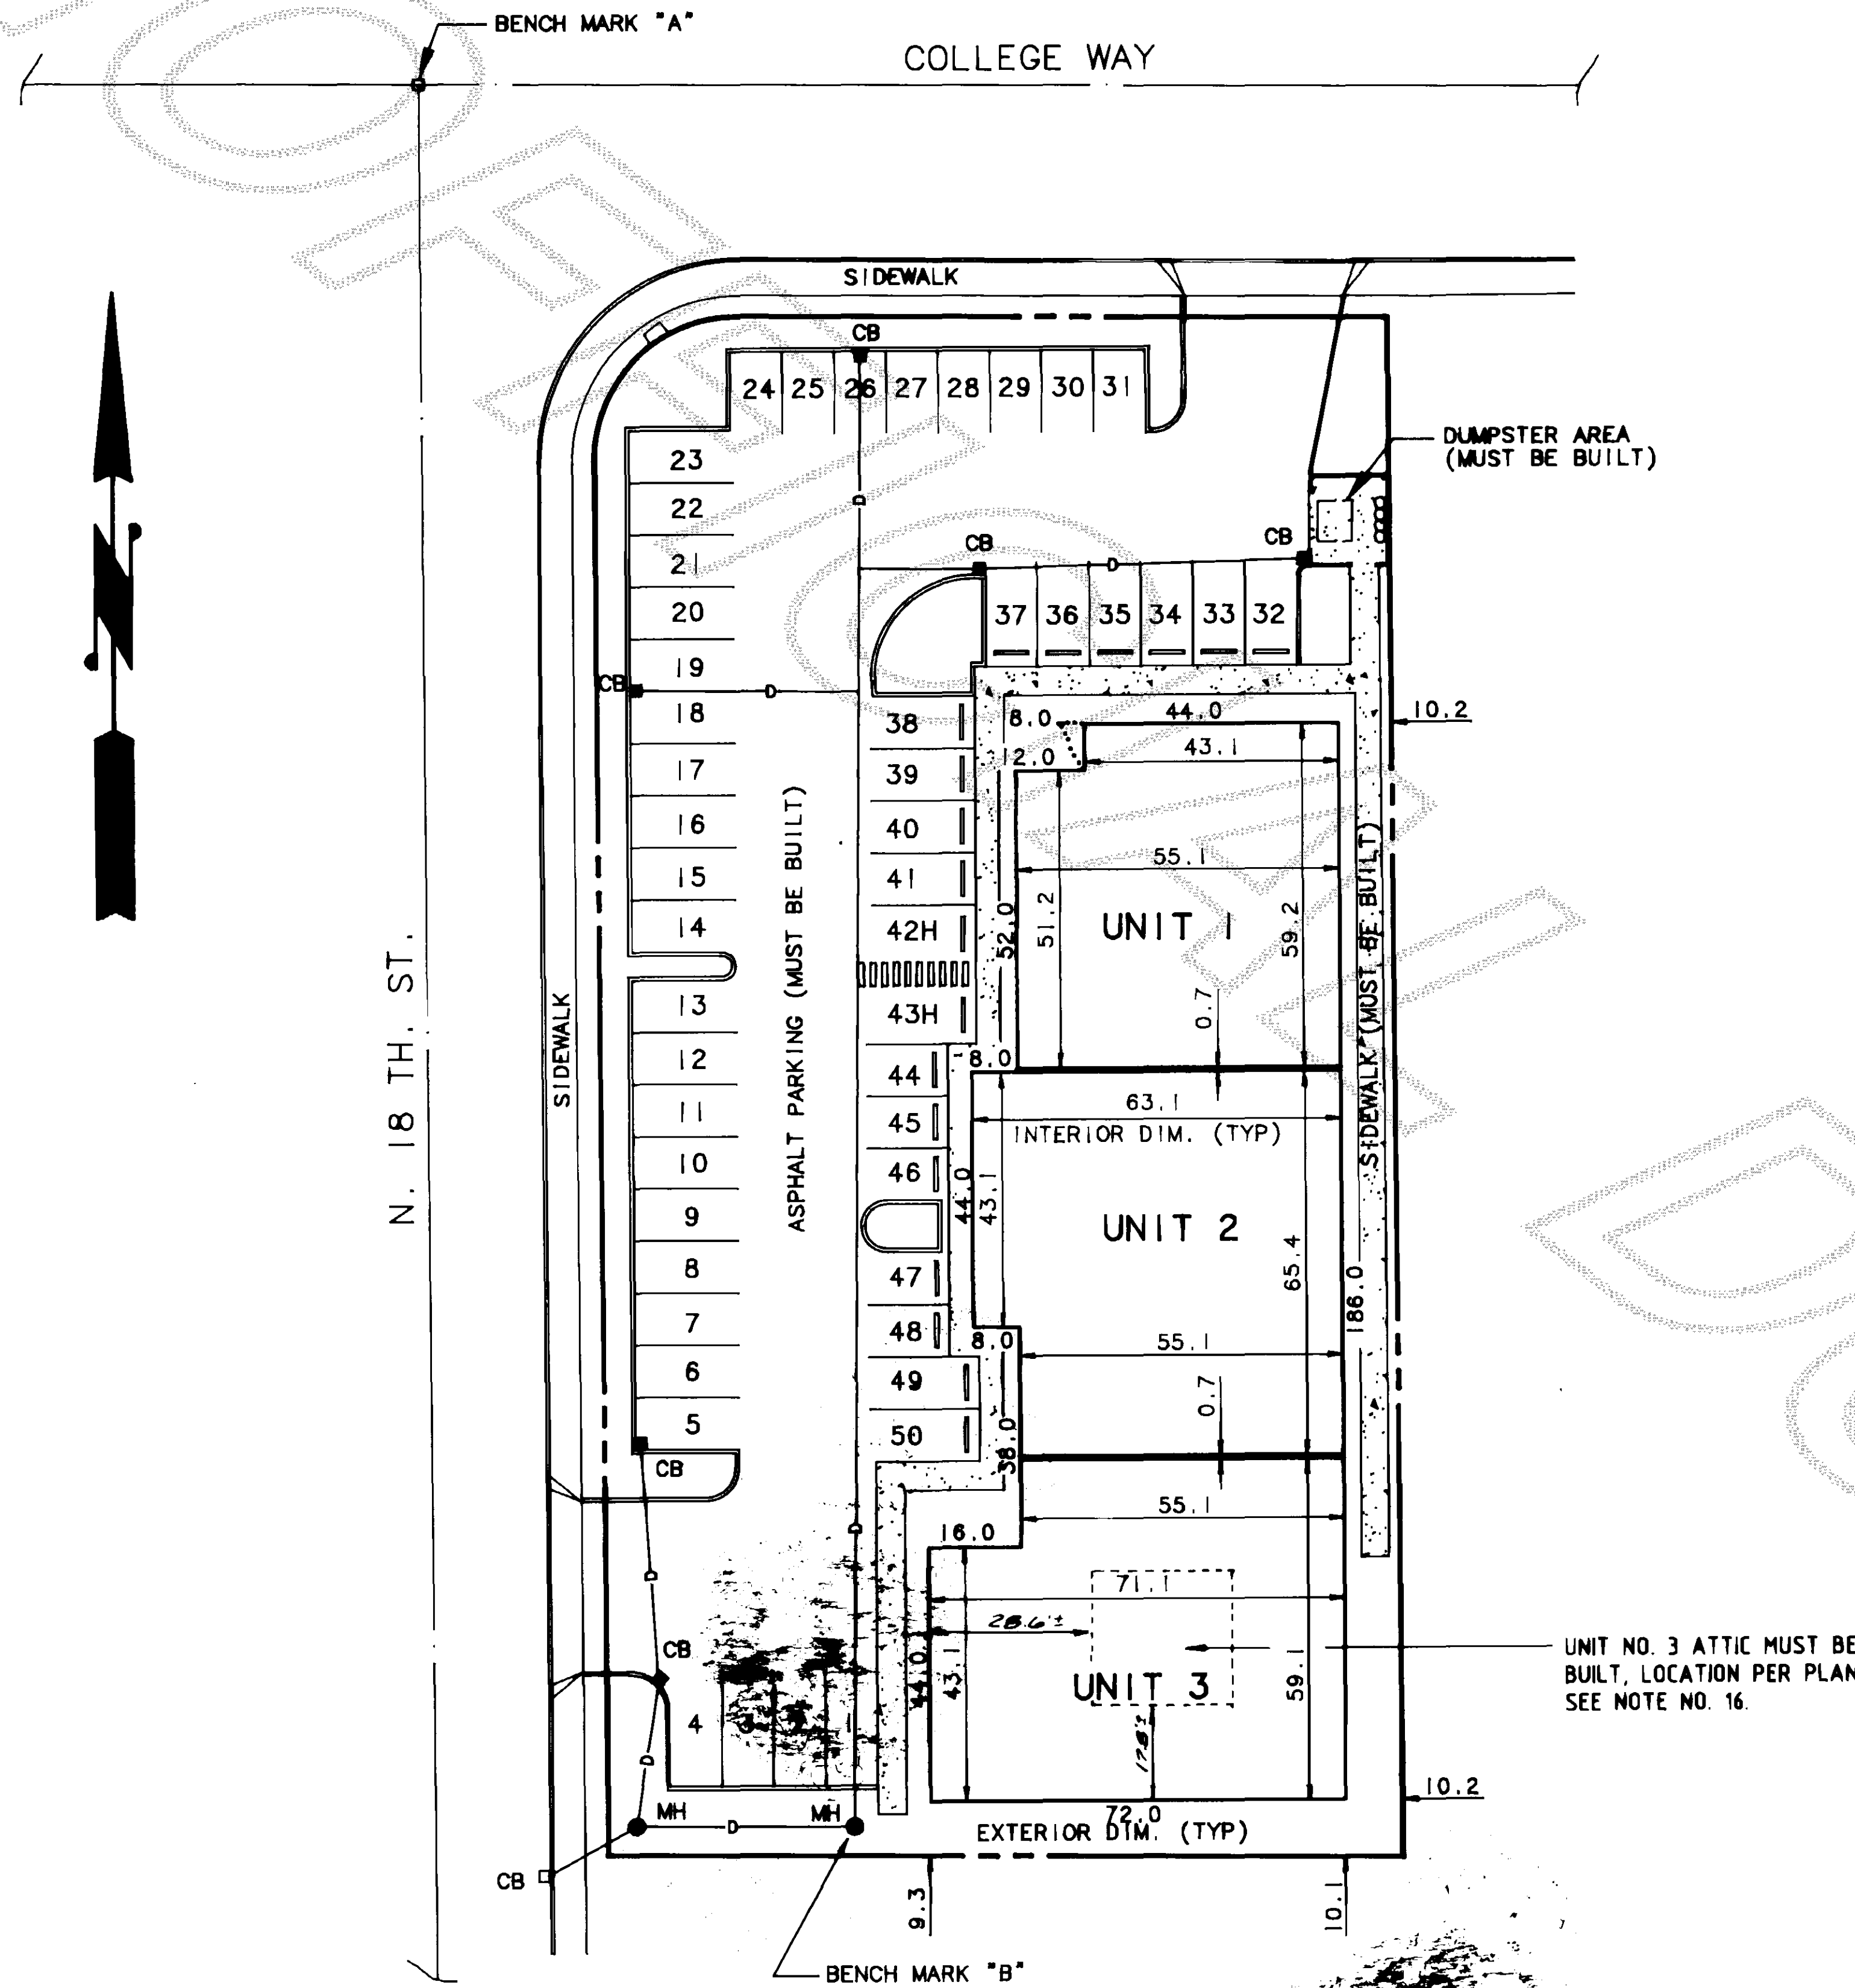 BENCH MARK "A"
COLLEGE WAY
SIDEWALK
CB
24 25 26 27 28 29 30 31
DUMPSTER AREA
(MUST BE BUILT)
23
22
21
20
19
18
17
16
15
14
13
12
11
10
9
8
7
6
5
CB
D
CB
D
CB
37 36 35 34 33 32
CB
D
38
39
40
41
42H
43H
44
45
46
47
48
49
50
8.0
44.0
10.2
12.0
43.1
55.1
52.0
51.2
UNIT 1
59.2
0.7
8.0
63.1
INTERIOR DIM. (TYP)
44.0
43.1
UNIT 2
65.4
186.0
8.0
55.1
0.7
38.0
55.1
16.0
71.1
28.6'±
44.0
43.1
UNIT 3
59.1
17.8'±
72.0
EXTERIOR DIM. (TYP)
10.2
9.3
10.1
SIDEWALK (MUST BE BUILT)
ASPHALT PARKING (MUST BE BUILT)
SIDEWALK
N. 18 TH. ST.
UNIT NO. 3 ATTIC MUST BE
BUILT, LOCATION PER PLAN
SEE NOTE NO. 16.
D
D
CB
D
4 3 2 1
MH
D
MH
CB
BENCH MARK "B"